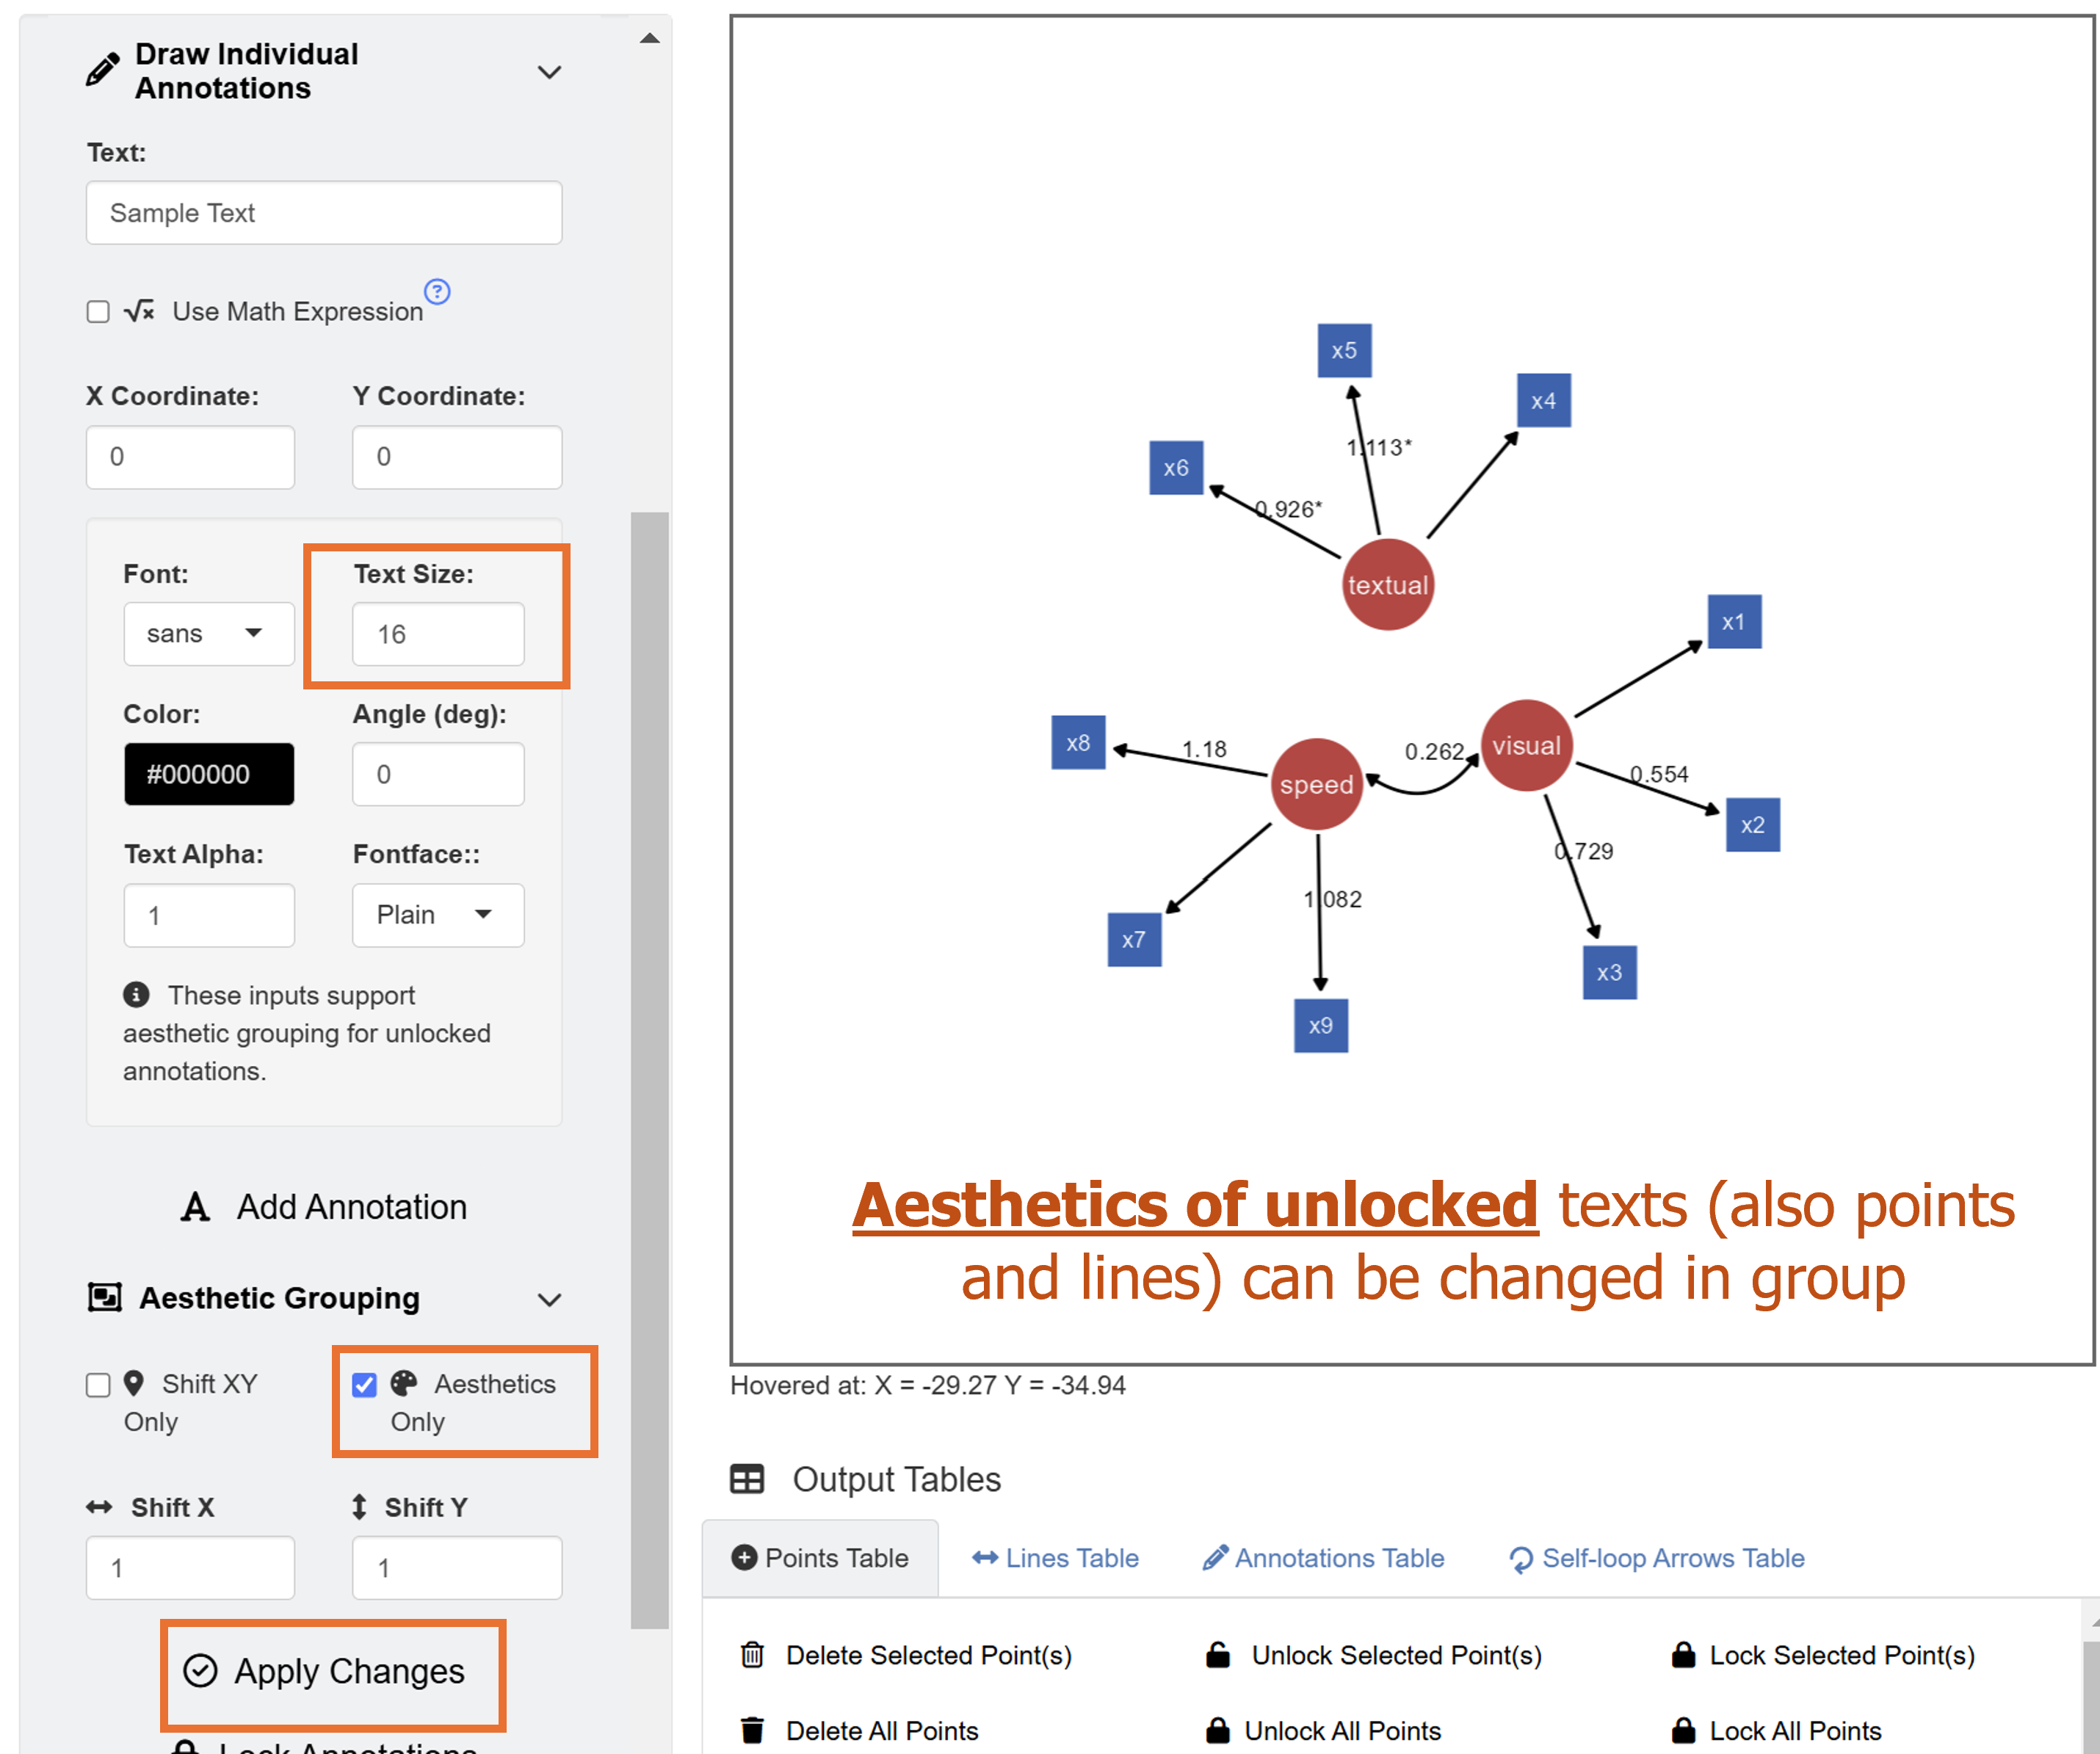 Draw Individual
Annotations
Text:
Sample Text
Use Math Expression
?
X Coordinate:
Y Coordinate:
0
0
Font:
Text Size:
sans
16
Color:
Angle (deg):
#000000
0
Text Alpha:
Fontface::
1
Plain
These inputs support
aesthetic grouping for unlocked
annotations.
Add Annotation
Aesthetic Grouping
Shift XY
Only
Aesthetics
Only
Shift X
Shift Y
1
1
Apply Changes
Lock Annotations
x5
x4
1.113*
x6
0.926*
textual
x1
x8
1.18
0.262
visual
speed
0.554
x2
0.729
1.082
x7
x3
x9
Aesthetics of unlocked texts (also points
and lines) can be changed in group
Hovered at: X = -29.27 Y = -34.94
Output Tables
Points Table
Lines Table
Annotations Table
Self-loop Arrows Table
Delete Selected Point(s)
Unlock Selected Point(s)
Lock Selected Point(s)
Delete All Points
Unlock All Points
Lock All Points